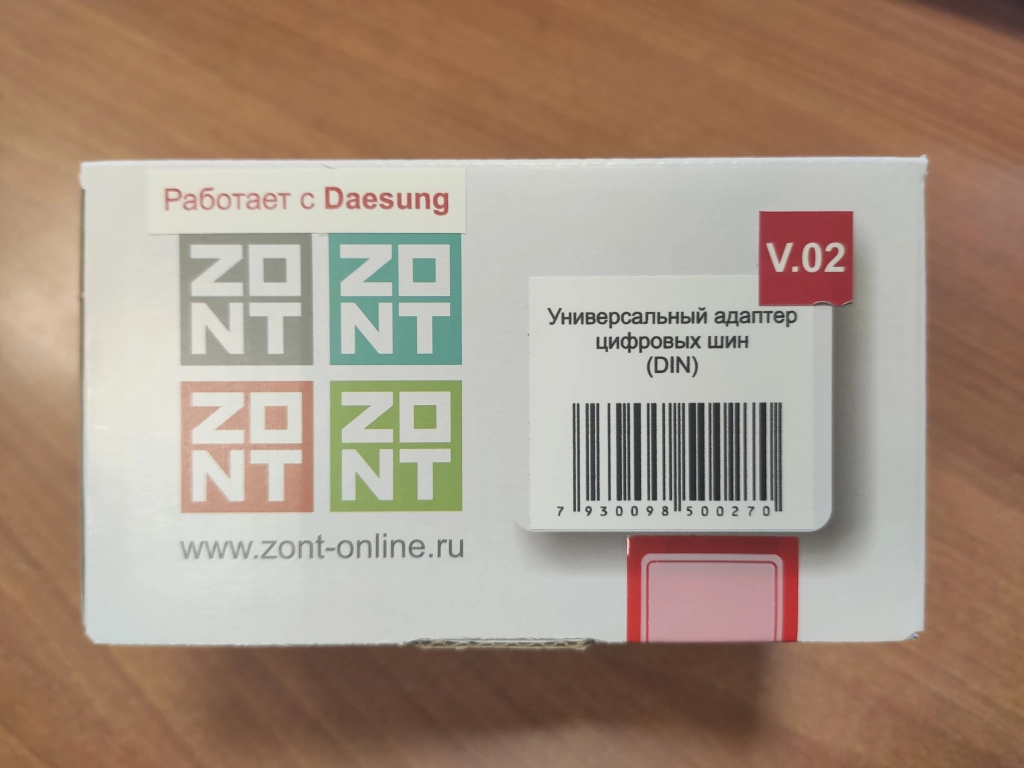 Работает с Daesung
ZO
NT
ZO
NT
ZO
NT
ZO
NT
www.zont-online.ru
V.02
Универсальный адаптер
цифровых шин
(DIN)
7 930098 500270